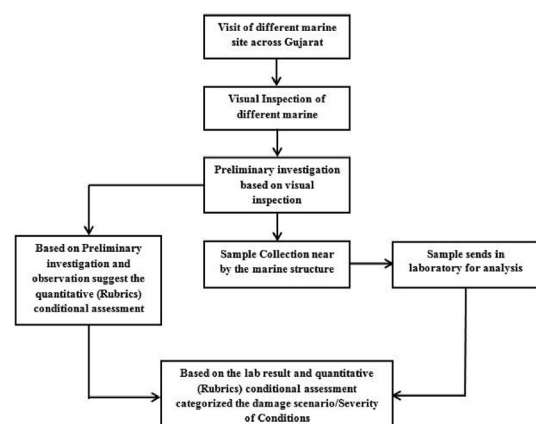 Visit of different marine
site across Gujarat
Visual Inspection of
different marine
Preliminary investigation
based on visual
inspection
Based on Preliminary
investigation and
observation suggest the
quantitative (Rubrics)
conditional assessment
Sample Collection near
by the marine structure
Sample sends in
laboratory for analysis
Based on the lab result and quantitative
(Rubrics) conditional assessment
categorized the damage scenario/Severity
of Conditions